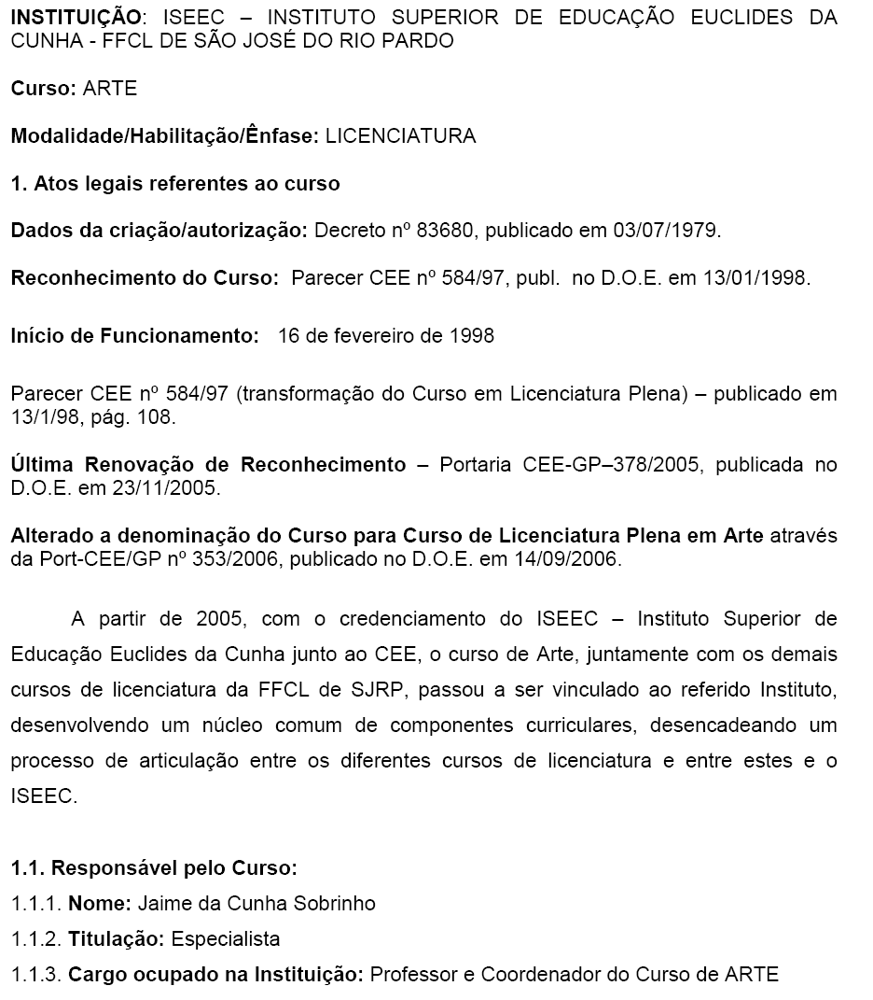 INSTITUIÇÃO: ISEEC – INSTITUTO SUPERIOR DE EDUCAÇÃO EUCLIDES DA
CUNHA - FFCL DE SÃO JOSÉ DO RIO PARDO
Curso: ARTE
Modalidade/Habilitação/Ênfase: LICENCIATURA
1. Atos legais referentes ao curso
Dados da criação/autorização: Decreto nº 83680, publicado em 03/07/1979.
Reconhecimento do Curso: Parecer CEE nº 584/97, publ. no D.O.E. em 13/01/1998.
Início de Funcionamento: 16 de fevereiro de 1998
Parecer CEE nº 584/97 (transformação do Curso em Licenciatura Plena) – publicado em
13/1/98, pág. 108.
Última Renovação de Reconhecimento – Portaria CEE-GP–378/2005, publicada no
D.O.E. em 23/11/2005.
Alterado a denominação do Curso para Curso de Licenciatura Plena em Arte através
da Port-CEE/GP nº 353/2006, publicado no D.O.E. em 14/09/2006.
A partir de 2005, com o credenciamento do ISEEC – Instituto Superior de
Educação Euclides da Cunha junto ao CEE, o curso de Arte, juntamente com os demais
cursos de licenciatura da FFCL de SJRP, passou a ser vinculado ao referido Instituto,
desenvolvendo um núcleo comum de componentes curriculares, desencadeando um
processo de articulação entre os diferentes cursos de licenciatura e entre estes e o
ISEEC.
1.1. Responsável pelo Curso:
1.1.1. Nome: Jaime da Cunha Sobrinho
1.1.2. Titulação: Especialista
1.1.3. Cargo ocupado na Instituição: Professor e Coordenador do Curso de ARTE